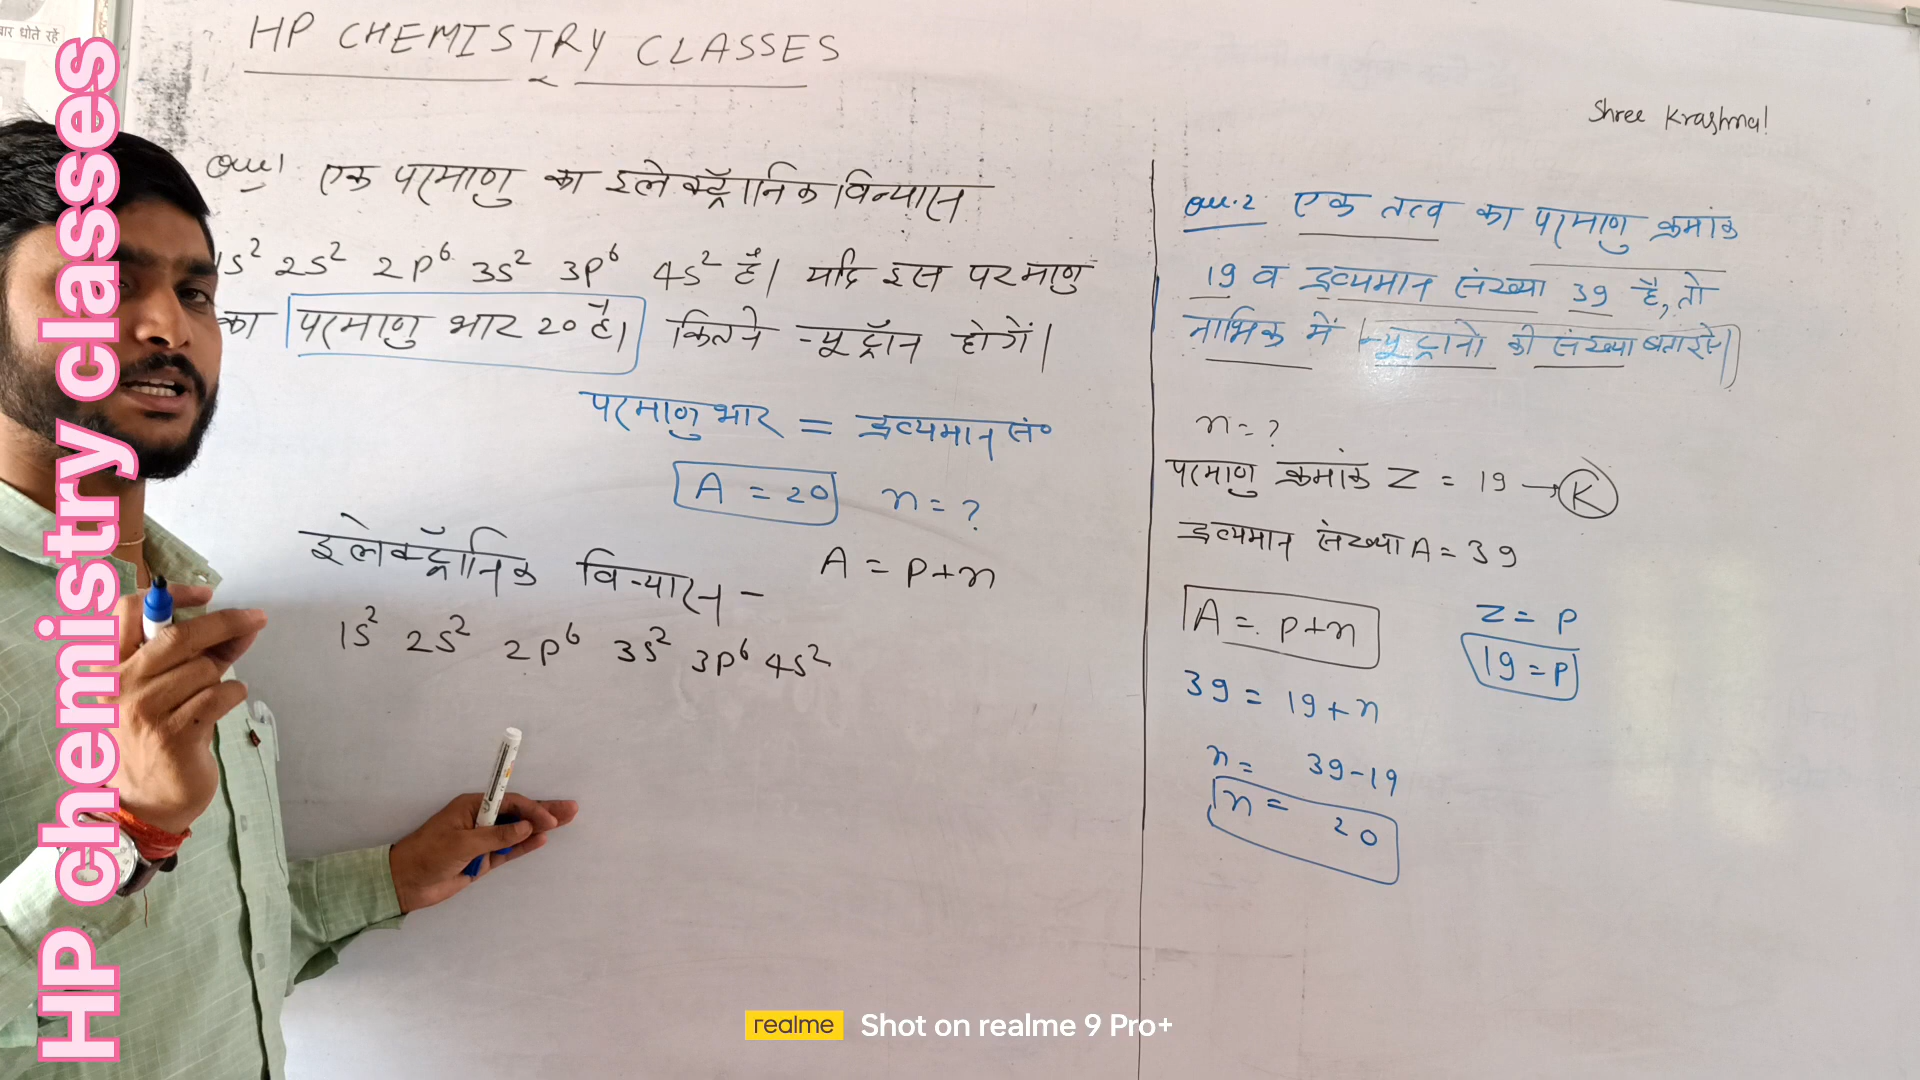 बार धोते रहें
HP chemistry classes
HP CHEMISTRY CLASSES
Shree Krashna!
Que 1 एक परमाणु का इलेक्ट्रॅानिक विन्यास
1s² 2s² 2p⁶ 3s² 3p⁶ 4s² है। यदि इस परमाणु
का परमाणु भार 20 है। कितने न्यूट्रॉन होगें।
परमाणु भार = द्रव्यमान सं०
A = 20 n = ?
इलेक्ट्रॅानिक विन्यास - A = p+n
1s² 2s² 2p⁶ 3s² 3p⁶ 4s²
Que.2 एक तत्व का परमाणु क्रमांक
19 व द्रव्यमान संख्या 39 है, तो
नाभिक में न्यूट्रानो की संख्या बताइऐ।
n = ?
परमाणु क्रमांक Z = 19 → K
द्रव्यमान संख्या A = 39
A = p+n Z = P
39 = 19+n 19 = P
n = 39-19
n = 20
realme Shot on realme 9 Pro+